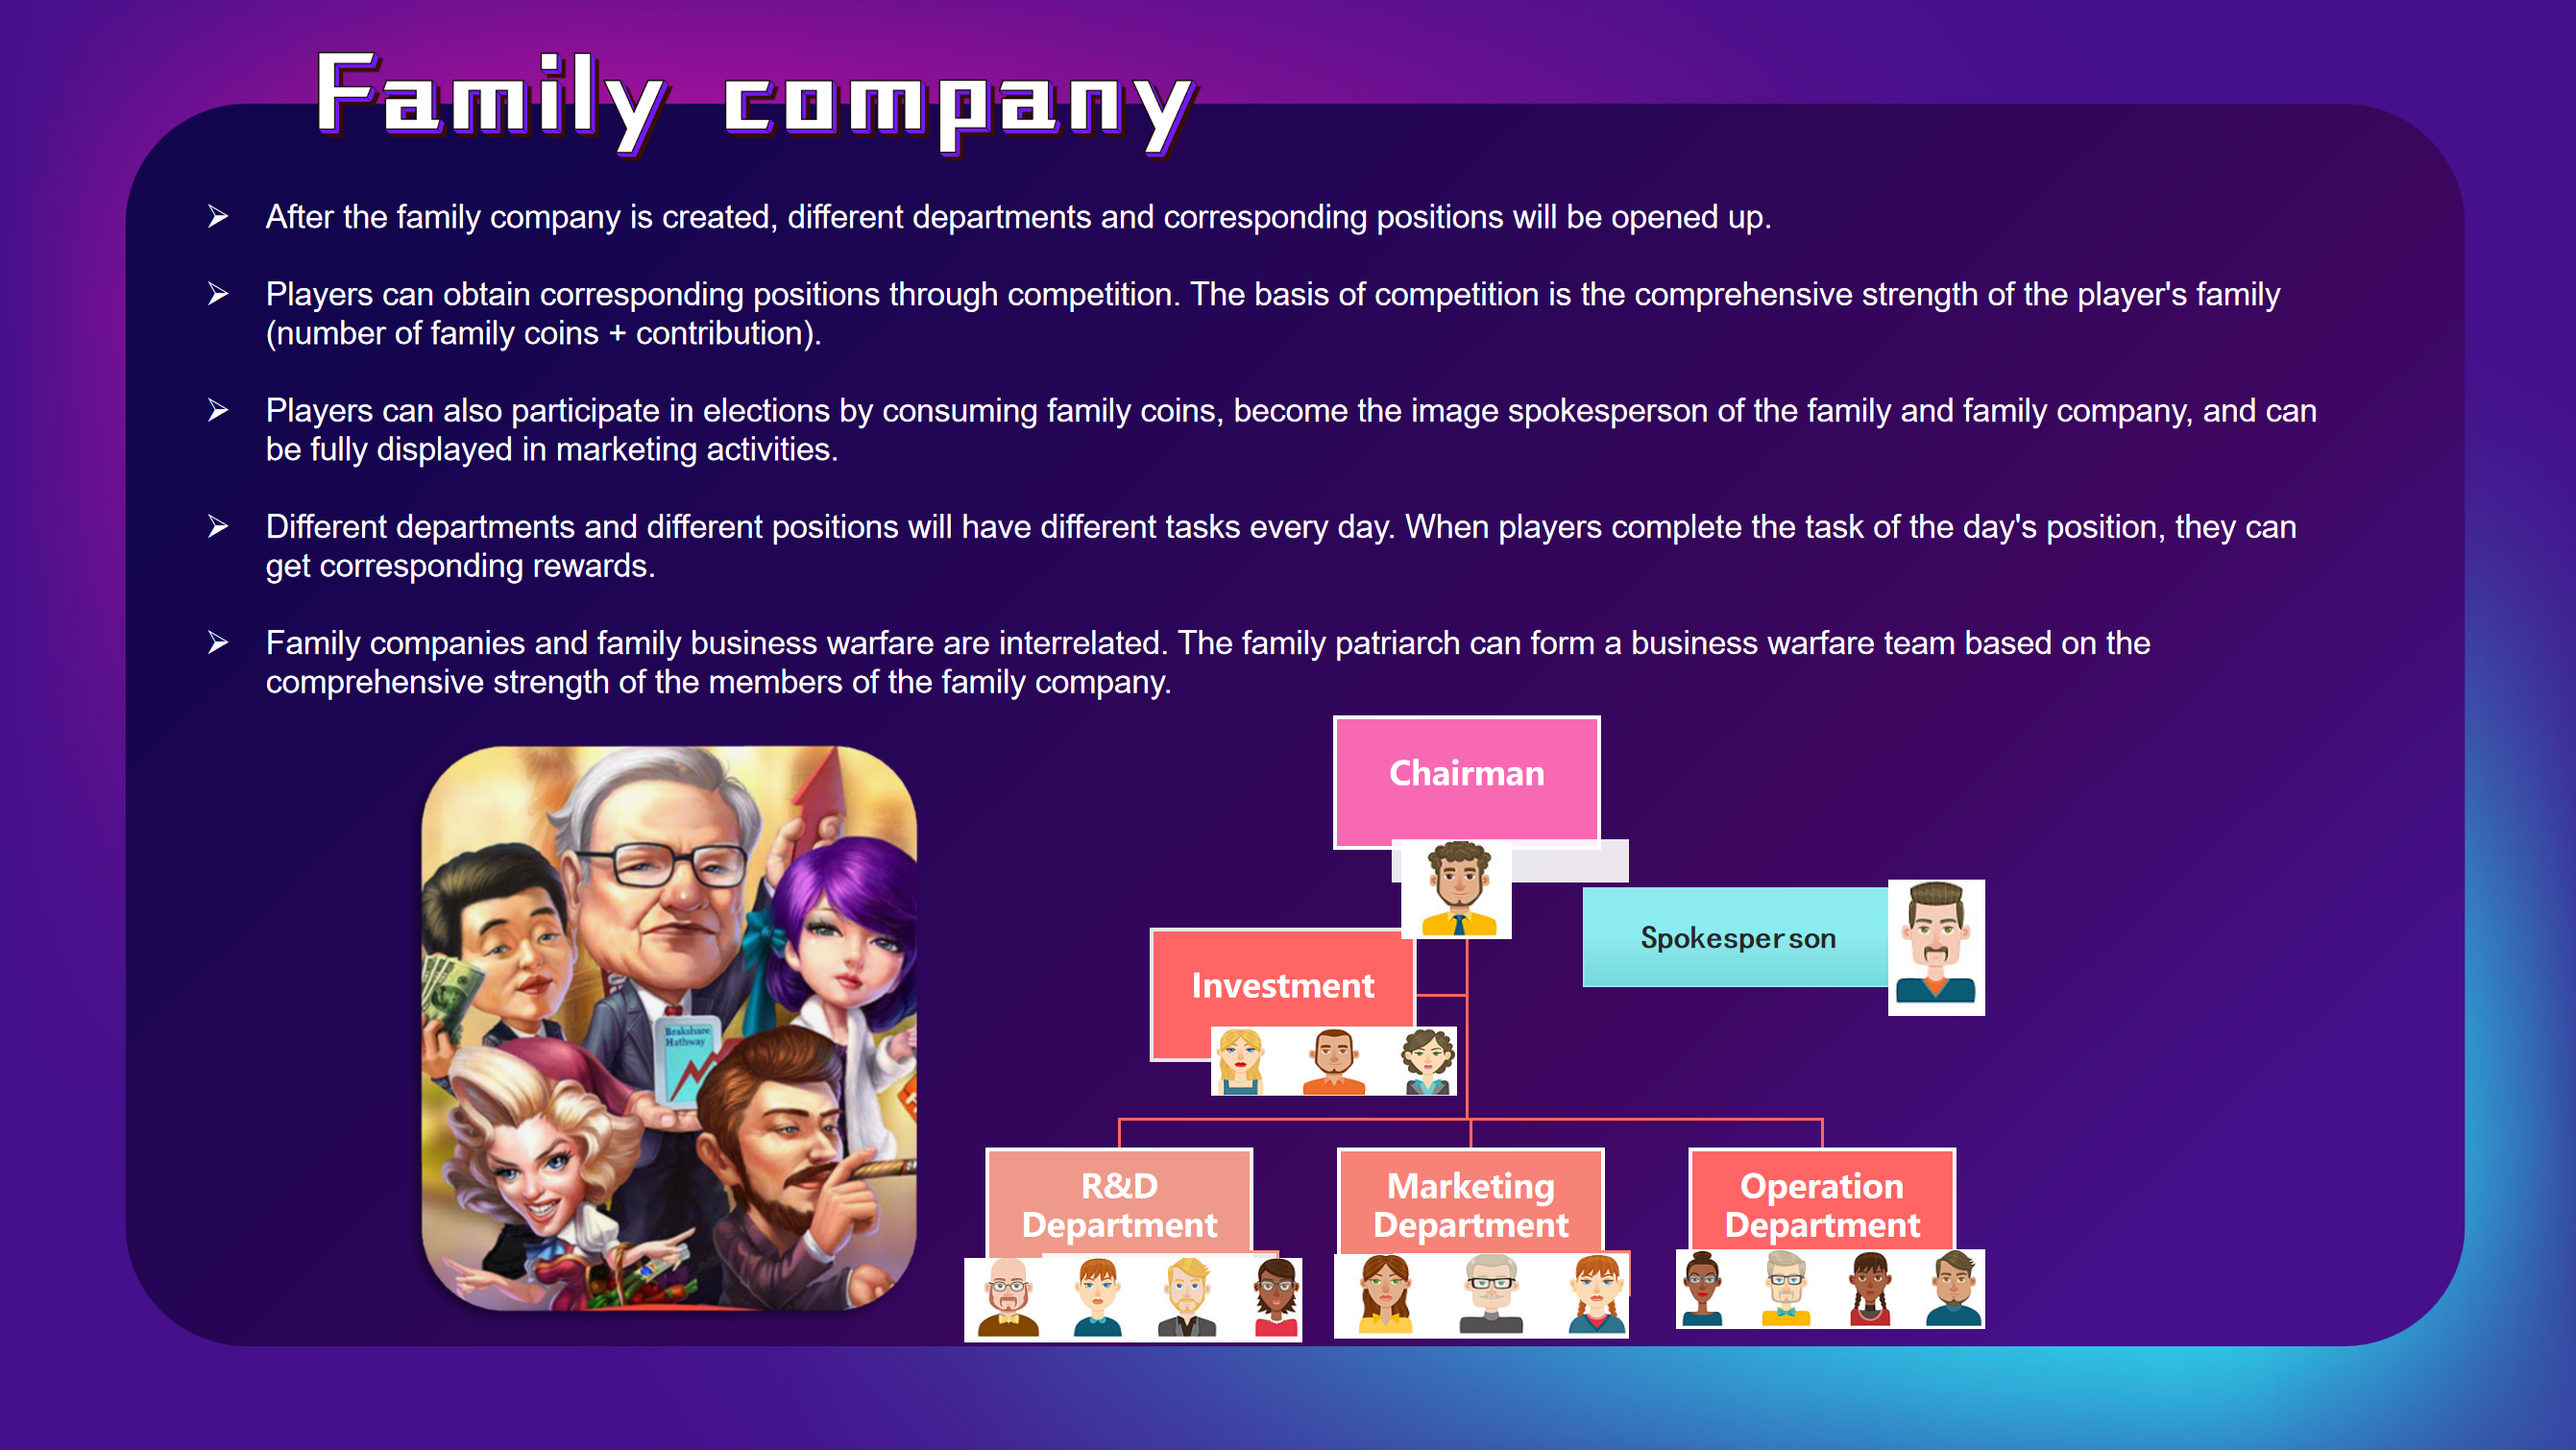 Family company
➢ After the family company is created, different departments and corresponding positions will be opened up.
➢ Players can obtain corresponding positions through competition. The basis of competition is the comprehensive strength of the player's family
(number of family coins + contribution).
➢ Players can also participate in elections by consuming family coins, become the image spokesperson of the family and family company, and can
be fully displayed in marketing activities.
➢ Different departments and different positions will have different tasks every day. When players complete the task of the day's position, they can
get corresponding rewards.
➢ Family companies and family business warfare are interrelated. The family patriarch can form a business warfare team based on the
comprehensive strength of the members of the family company.
Chairman
Spokesperson
Investment
Brakshare
Hathway
R&D
Department
Marketing
Department
Operation
Department